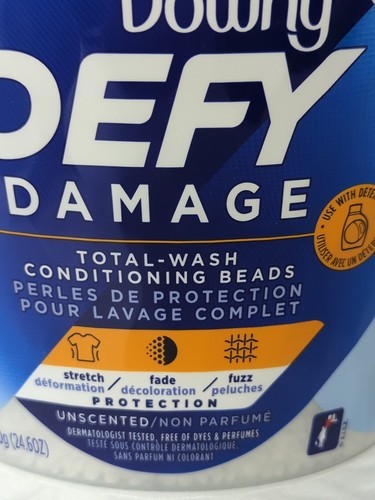 Downy
DEFY
DAMAGE
USE WITH DETE
UTILISER AVEC UN DÉTER
TOTAL-WASH
CONDITIONING BEADS
PERLES DE PROTECTION
POUR LAVAGE COMPLET
stretch / fade / fuzz
déformation / décoloration / peluches
PROTECTION
UNSCENTED/NON PARFUMÉ
DERMATOLOGIST TESTED, FREE OF DYES & PERFUMES
TESTÉ SOUS CONTRÔLE DERMATOLOGIQUE,
SANS PARFUM NI COLORANT
0g (24.6OZ)